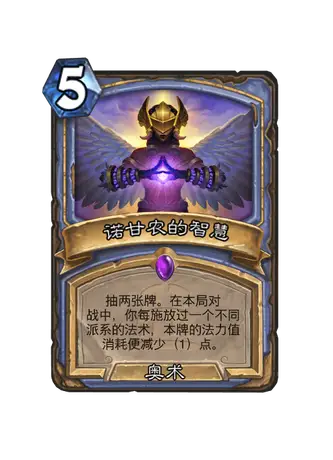 5
诺甘农的智慧
抽两张牌。在本局对
战中，你每施放过一个不同
派系的法术，本牌的法力值
消耗便减少（1）点。
奥术